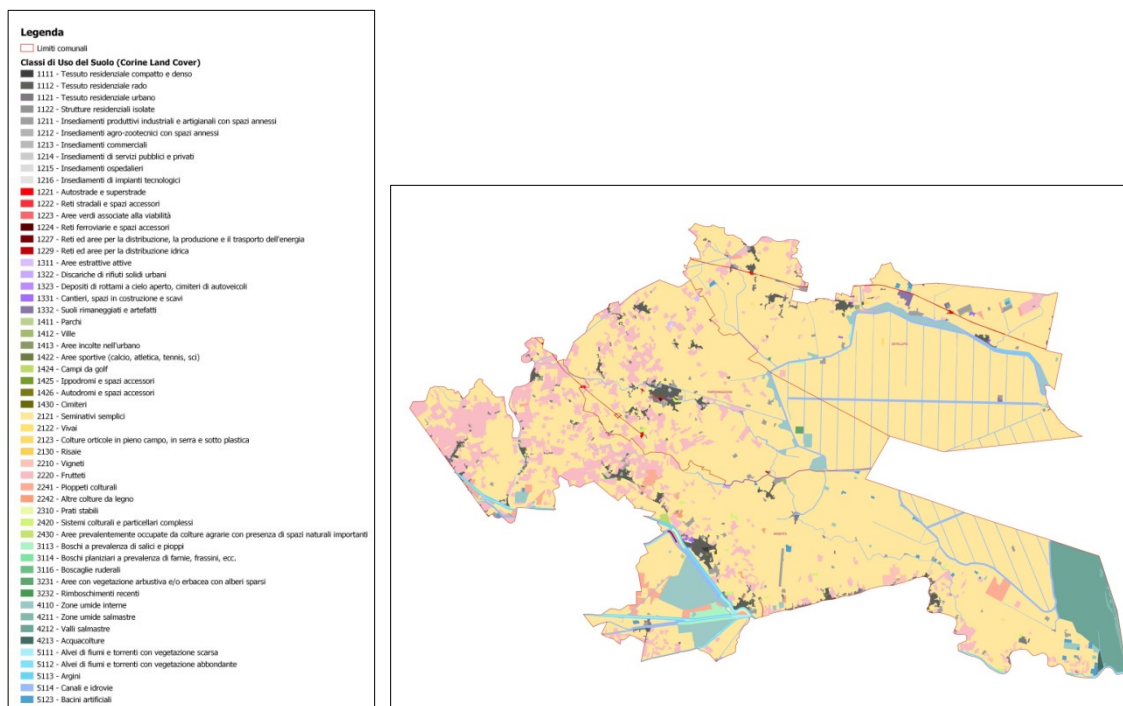 Legenda
Limiti comunali
Classi di Uso del Suolo (Corine Land Cover)
1111 - Tessuto residenziale compatto e denso
1112 - Tessuto residenziale rado
1121 - Tessuto residenziale urbano
1122 - Strutture residenziali isolate
1211 - Insediamenti produttivi industriali e artigianali con spazi annessi
1212 - Insediamenti agro-zootecnici con spazi annessi
1213 - Insediamenti commerciali
1214 - Insediamenti di servizi pubblici e privati
1215 - Insediamenti ospedalieri
1216 - Insediamenti di impianti tecnologici
1221 - Autostrade e superstrade
1222 - Reti stradali e spazi accessori
1223 - Aree verdi associate alla viabilità
1224 - Reti ferroviarie e spazi accessori
1227 - Reti ed aree per la distribuzione, la produzione e il trasporto dell'energia
1229 - Reti ed aree per la distribuzione idrica
1311 - Aree estrattive attive
1322 - Discariche di rifiuti solidi urbani
1323 - Depositi di rottami a cielo aperto, cimiteri di autoveicoli
1331 - Cantieri, spazi in costruzione e scavi
1332 - Suoli rimaneggiati e artefatti
1411 - Parchi
1412 - Ville
1413 - Aree incolte nell'urbano
1422 - Aree sportive (calcio, atletica, tennis, sci)
1424 - Campi da golf
1425 - Ippodromi e spazi accessori
1426 - Autodromi e spazi accessori
1430 - Cimiteri
2121 - Seminativi semplici
2122 - Vivai
2123 - Colture orticole in pieno campo, in serra e sotto plastica
2130 - Risaie
2210 - Vigneti
2220 - Frutteti
2241 - Pioppeti colturali
2242 - Altre colture da legno
2310 - Prati stabili
2420 - Sistemi colturali e particellari complessi
2430 - Aree prevalentemente occupate da colture agrarie con presenza di spazi naturali importanti
3113 - Boschi a prevalenza di salici e pioppi
3114 - Boschi planiziari a prevalenza di farnie, frassini, ecc.
3116 - Boscaglie ruderali
3231 - Aree con vegetazione arbustiva e/o erbacea con alberi sparsi
3232 - Rimboschimenti recenti
4110 - Zone umide interne
4211 - Zone umide salmastre
4212 - Valli salmastre
4213 - Acquacolture
5111 - Alvei di fiumi e torrenti con vegetazione scarsa
5112 - Alvei di fiumi e torrenti con vegetazione abbondante
5113 - Argini
5114 - Canali e idrovie
5123 - Bacini artificiali